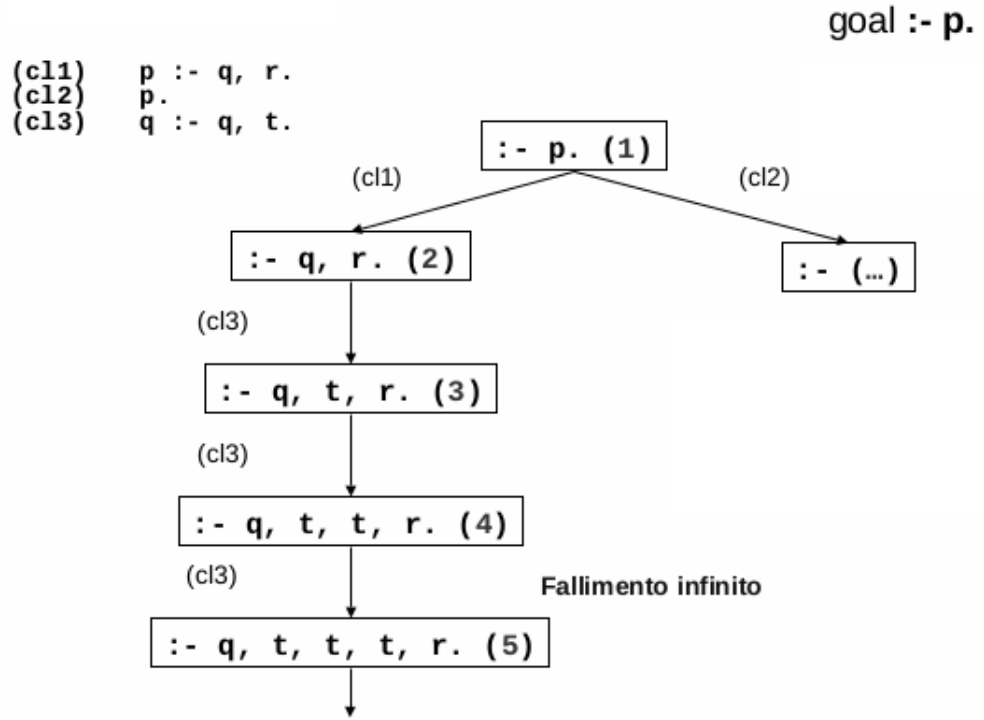 goal :- p.
(cl1) p :- q, r.
(cl2) p.
(cl3) q :- q, t.
:- p. (1)
(cl1)
(cl2)
:- q, r. (2)
:- (…)
(cl3)
:- q, t, r. (3)
(cl3)
:- q, t, t, r. (4)
(cl3)
Fallimento infinito
:- q, t, t, t, r. (5)